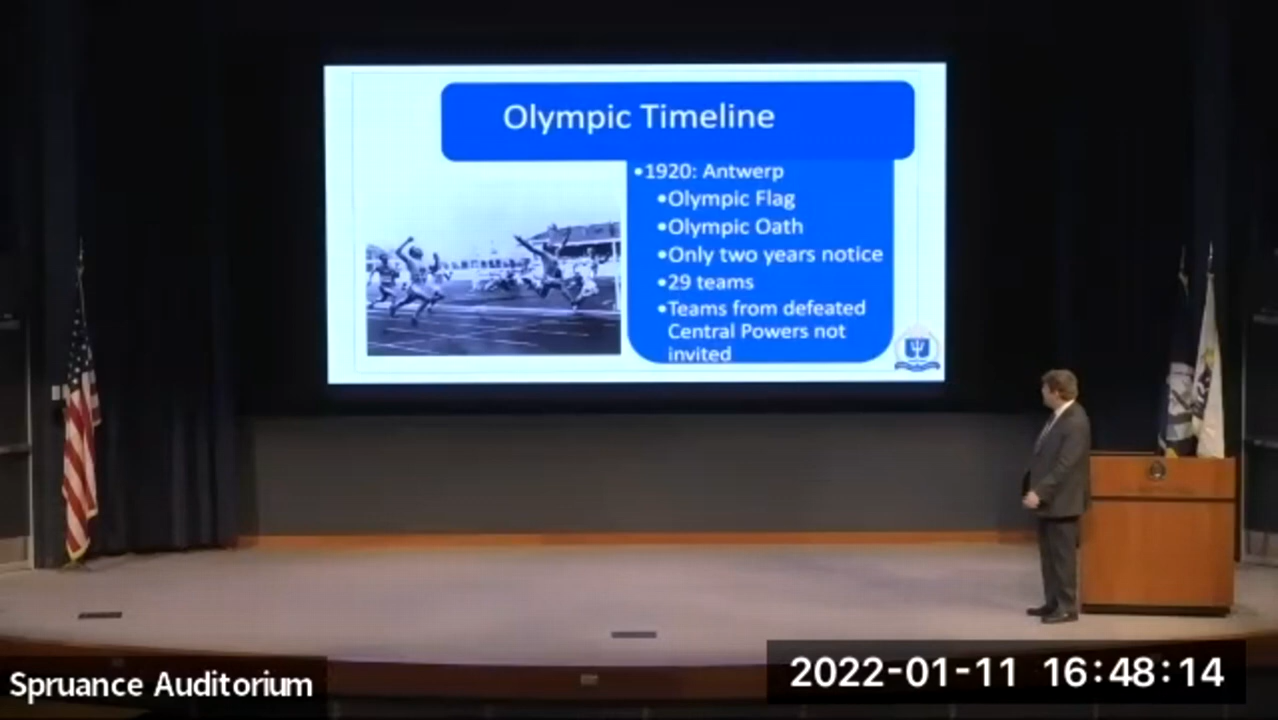 Olympic Timeline
•1920: Antwerp
•Olympic Flag
•Olympic Oath
•Only two years notice
•29 teams
•Teams from defeated
Central Powers not
invited
Spruance Auditorium
2022-01-11 16:48:14